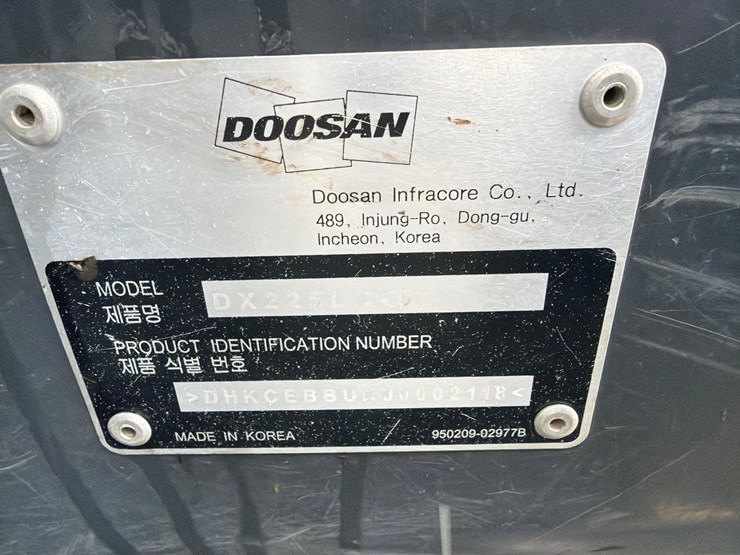 DOOSAN
Doosan Infracore Co., Ltd.
489, Injung-Ro, Dong-gu,
Incheon, Korea
MODEL
제품명
PRODUCT IDENTIFICATION NUMBER
제품 식별 번호
MADE IN KOREA
950209-02977B